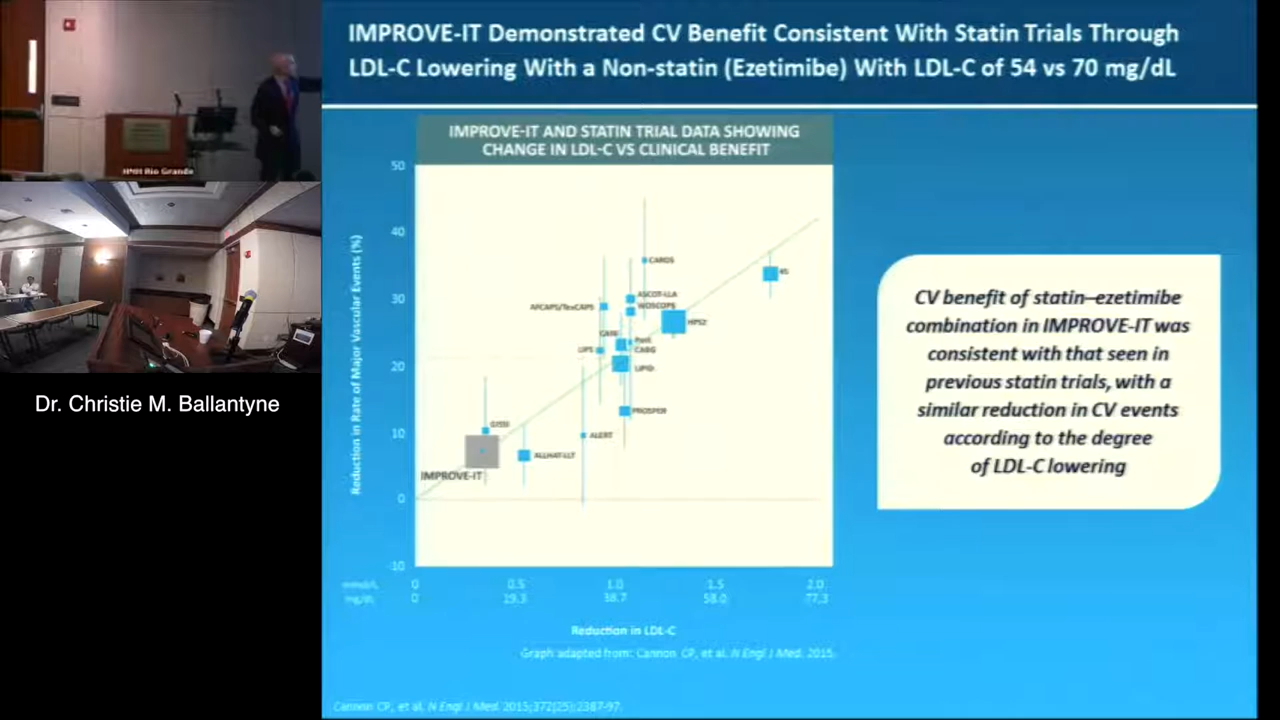 IMPROVE-IT Demonstrated CV Benefit Consistent With Statin Trials Through
LDL-C Lowering With a Non-statin (Ezetimibe) With LDL-C of 54 vs 70 mg/dL
HMH Rio Grande
Dr. Christie M. Ballantyne
IMPROVE-IT AND STATIN TRIAL DATA SHOWING
CHANGE IN LDL-C VS CLINICAL BENEFIT
Reduction in Rate of Major Vascular Events (%)
50
40
30
20
10
0
-10
CARDS
4S
ASCOT-LLA
AFCAPS/TexCAPS
WOSCOPS
HPS2
CARE
Post
CABG
LIPS
LIPID
PROSPER
GISSI
ALERT
ALLHAT-LLT
IMPROVE-IT
mmol/L 0 0.5 1.0 1.5 2.0
mg/dL 0 19.3 38.7 58.0 77.3
Reduction in LDL-C
Graph adapted from: Cannon CP, et al. N Engl J Med. 2015.
CV benefit of statin–ezetimibe
combination in IMPROVE-IT was
consistent with that seen in
previous statin trials, with a
similar reduction in CV events
according to the degree
of LDL-C lowering
Cannon CP, et al. N Engl J Med. 2015;372(25):2387-97.